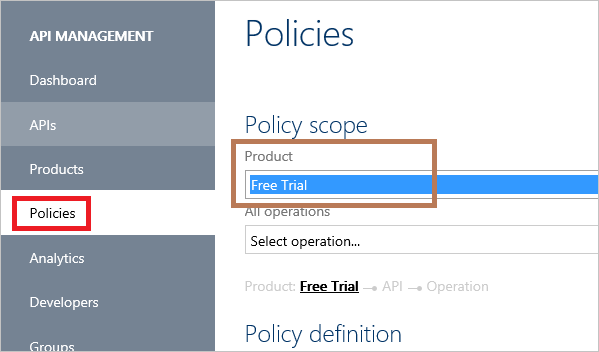 API MANAGEMENT
Dashboard
APIs
Products
Policies
Analytics
Developers
Groups
Policies
Policy scope
Product
Free Trial
All operations
Select operation...
Product: Free Trial API Operation
Policy definition